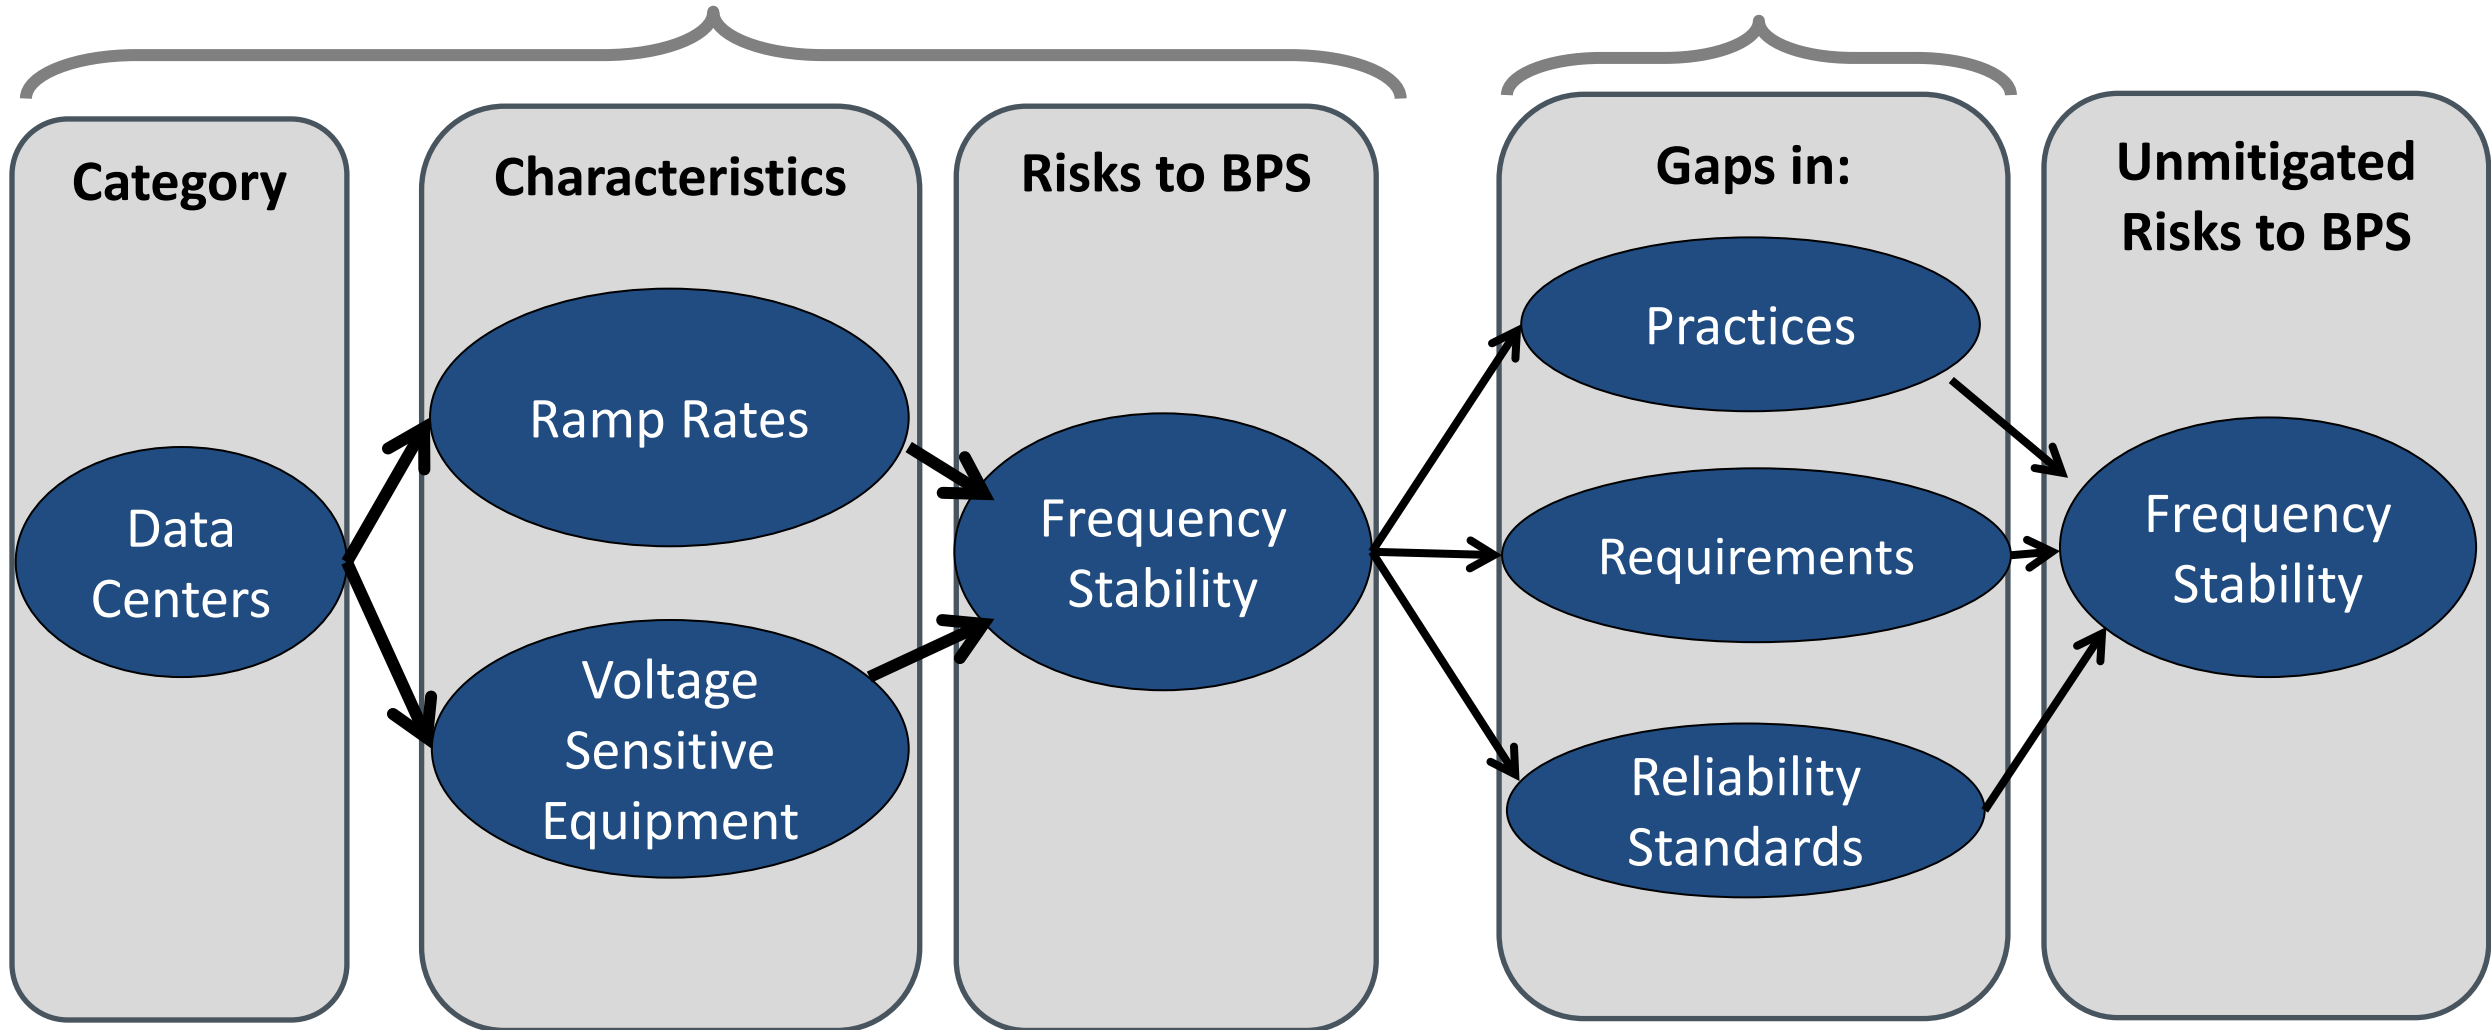 Category
Data
Centers
Characteristics
Ramp Rates
Voltage
Sensitive
Equipment
Risks to BPS
Frequency
Stability
Gaps in:
Practices
Requirements
Reliability
Standards
Unmitigated
Risks to BPS
Frequency
Stability